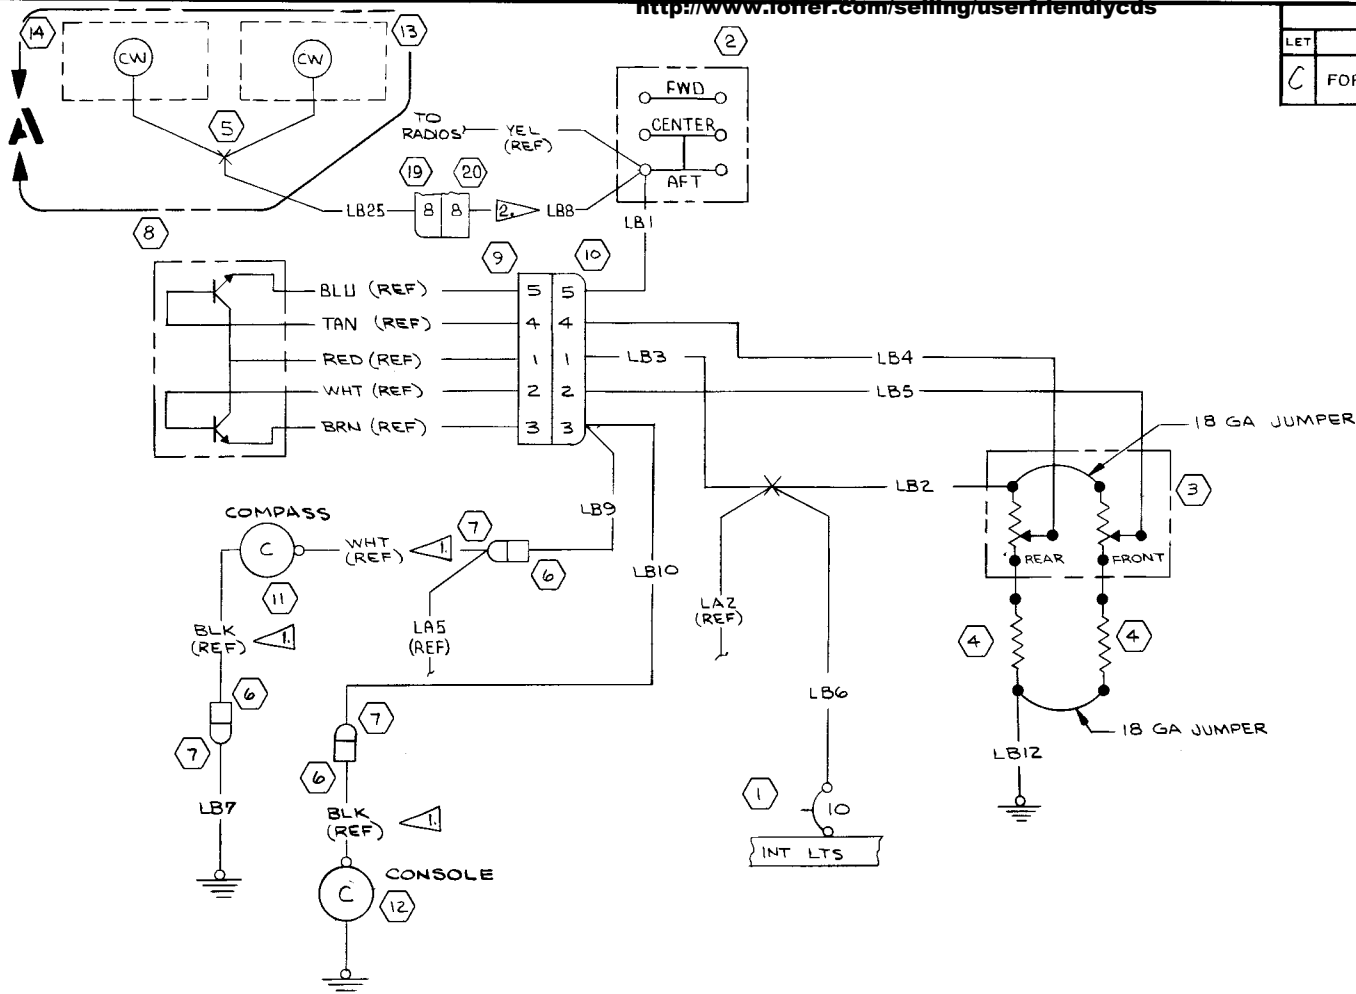 http://www.foffer.com/selling/userfriendlycds
LET
C FOR
14
13
CW
CW
5
A
2
FWD
CENTER
AFT
TO
RADIOS
YEL
(REF)
19
20
LB25
8 8
2.
LB8
LB1
8
9
10
BLU (REF)
5 5
TAN (REF)
4 4
RED (REF)
1 1
LB3
LB4
WHT (REF)
2 2
LB5
BRN (REF)
3 3
18 GA JUMPER
LB2
3
REAR
FRONT
COMPASS
C
WHT
(REF)
1.
7
6
LB9
LB10
11
BLK
(REF)
1.
LA5
(REF)
LA2
(REF)
4
4
6
7
7
6
LB6
18 GA JUMPER
LB12
LB7
BLK
(REF)
1.
1
10
INT LTS
CONSOLE
C
12